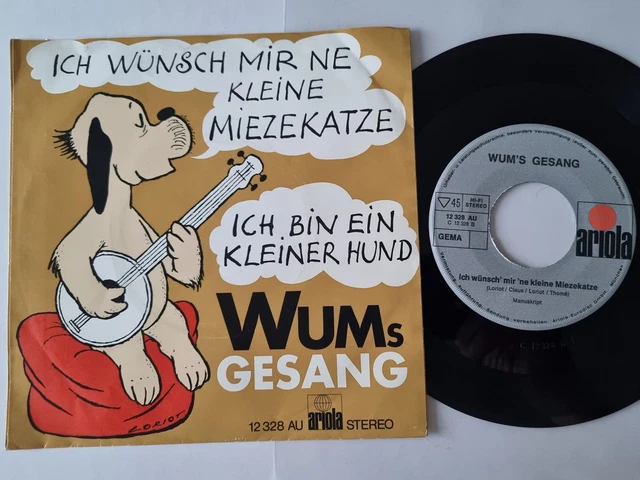 ICH WÜNSCH MIR NE
KLEINE
MIEZEKATZE
ICH BIN EIN
KLEINER HUND
WUMs
GESANG
LORIOT
12 328 AU ariola STEREO
WUM'S GESANG
45
HI-FI
STEREO
12 328 AU
C 12 328 B
GEMA
ariola
Ich wünsch' mir 'ne kleine Miezekatze
(Loriot / Claus / Loriot / Thomé)
Manuskript